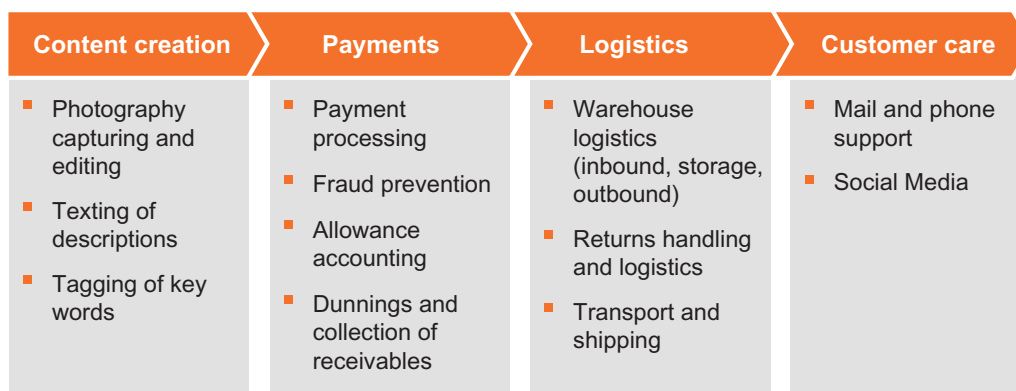 Content creation
Payments
Logistics
Customer care
Photography
capturing and
editing
Texting of
descriptions
Tagging of key
words
Payment
processing
Fraud prevention
Allowance
accounting
Dunnings and
collection of
receivables
Warehouse
logistics
(inbound, storage,
outbound)
Returns handling
and logistics
Transport and
shipping
Mail and phone
support
Social Media